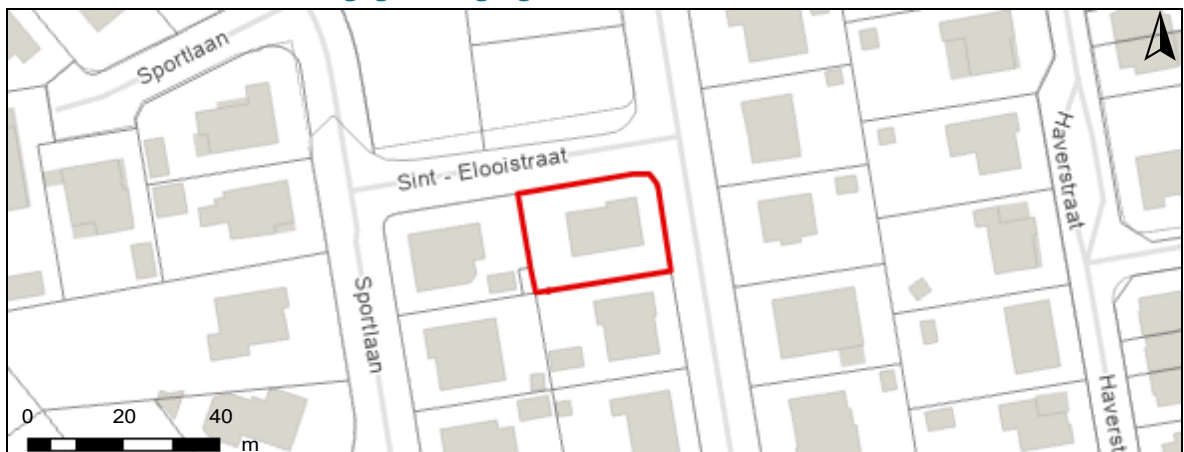 Sportlaan
Sint - Elooistraat
Haverstraat
Sportlaan
Haverst
0 20 40
m